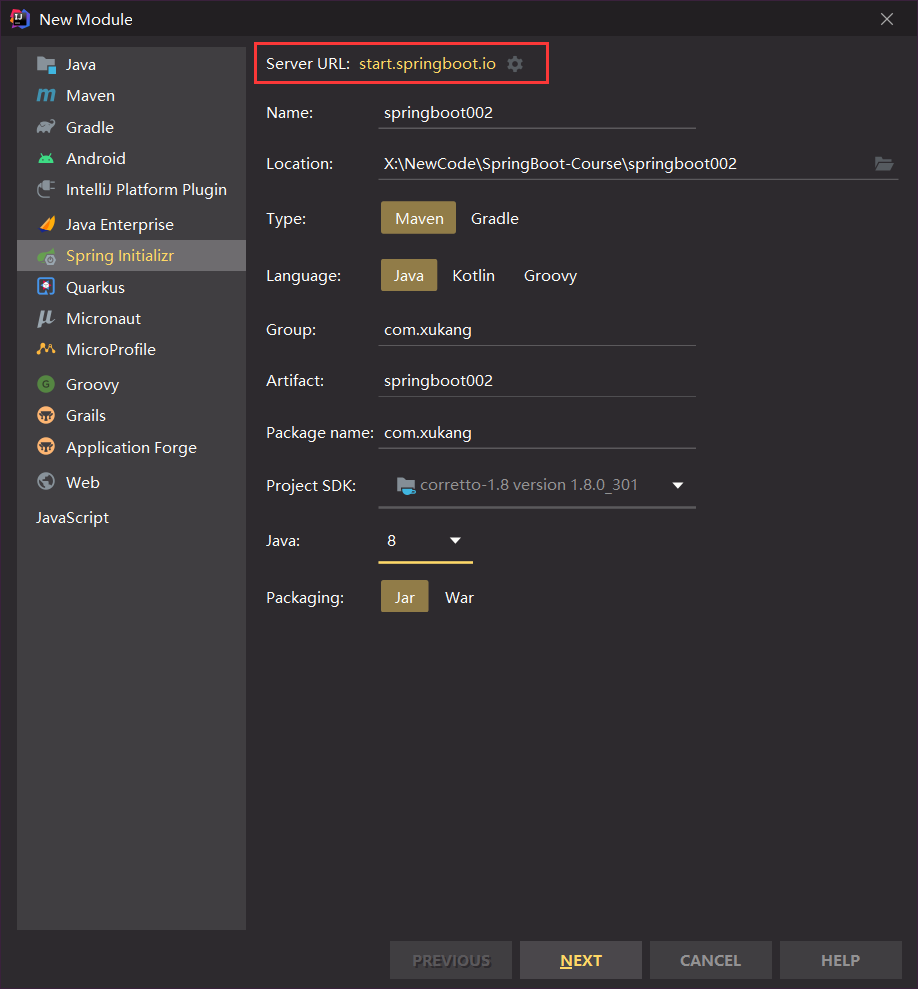 New Module
Java
Maven
Gradle
Android
IntelliJ Platform Plugin
Java Enterprise
Spring Initializr
Quarkus
Micronaut
MicroProfile
Groovy
Grails
Application Forge
Web
JavaScript
Server URL: start.springboot.io
Name: springboot002
Location: X:\NewCode\SpringBoot-Course\springboot002
Type: Maven Gradle
Language: Java Kotlin Groovy
Group: com.xukang
Artifact: springboot002
Package name: com.xukang
Project SDK: corretto-1.8 version 1.8.0_301
Java: 8
Packaging: Jar War
PREVIOUS NEXT CANCEL HELP